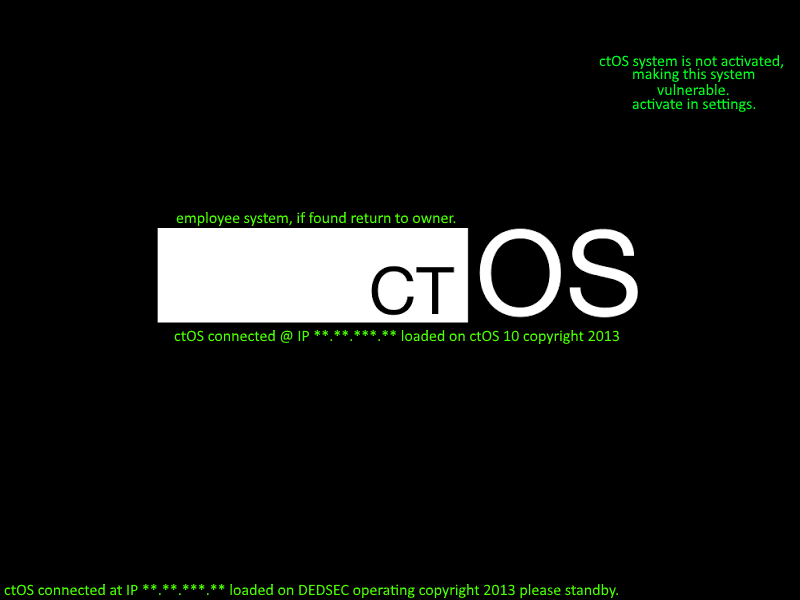 ctOS system is not activated,
making this system
vulnerable.
activate in settings.
employee system, if found return to owner.
CT OS
ctOS connected @ IP **.**.***.** loaded on ctOS 10 copyright 2013
ctOS connected at IP **.**.***.** loaded on DEDSEC operating copyright 2013 please standby.